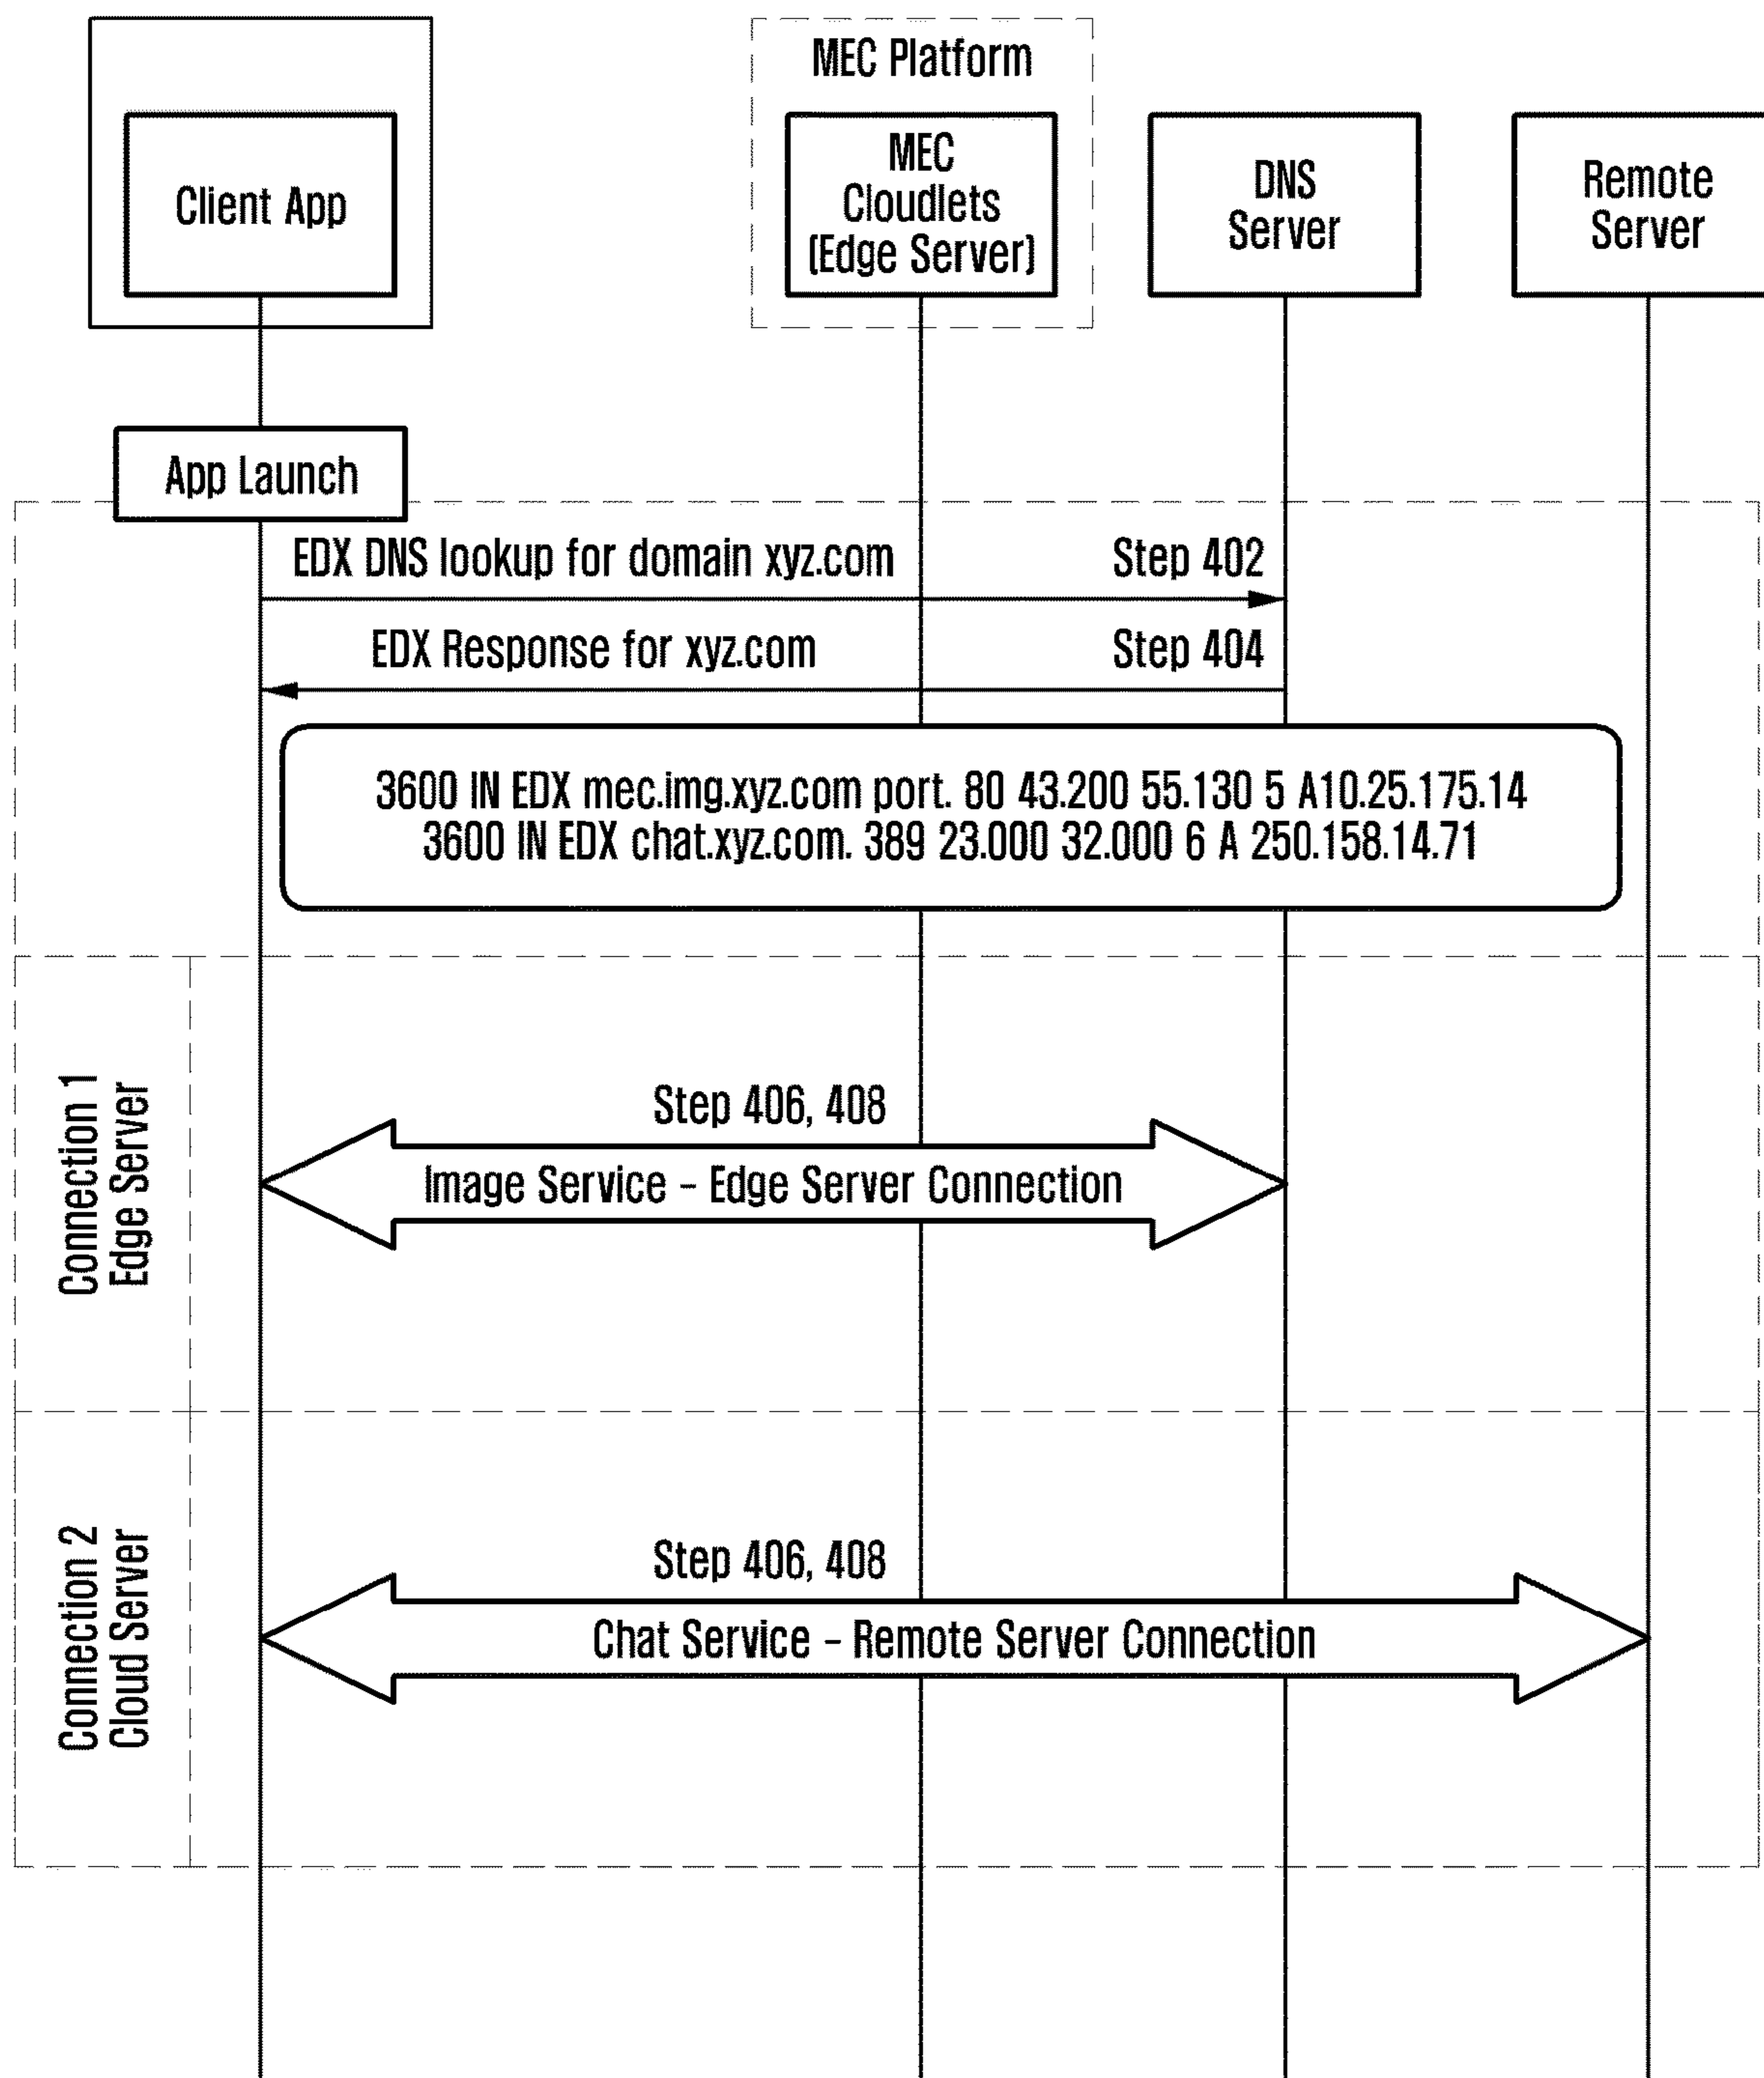 MEC Platform
Client App
MEC
Cloudlets
(Edge Server)
DNS
Server
Remote
Server
App Launch
EDX DNS lookup for domain xyz.com
Step 402
EDX Response for xyz.com
Step 404
3600 IN EDX mec.img.xyz.com port. 80 43.200 55.130 5 A10.25.175.14
3600 IN EDX chat.xyz.com. 389 23.000 32.000 6 A 250.158.14.71
Connection 1
Edge Server
Step 406, 408
Image Service – Edge Server Connection
Connection 2
Cloud Server
Step 406, 408
Chat Service – Remote Server Connection